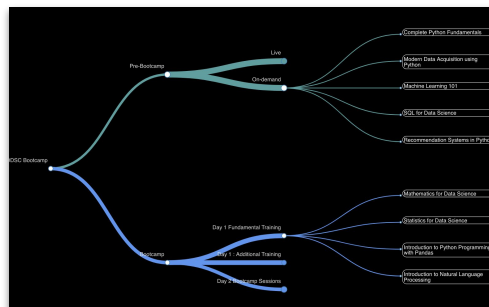 Complete Python Fundamentals
Live
Modern Data Acquisition using
Python
Pre-Bootcamp
On-demand
Machine Learning 101
SQL for Data Science
Recommendation Systems in Pytho
ODSC Bootcamp
Mathematics for Data Science
Statistics for Data Science
Day 1 Fundamental Training
Introduction to Python Programming
with Pandas
Bootcamp
Day 1 : Additional Training
Introduction to Natural Language
Processing
Day 2 Bootcamp Sessions